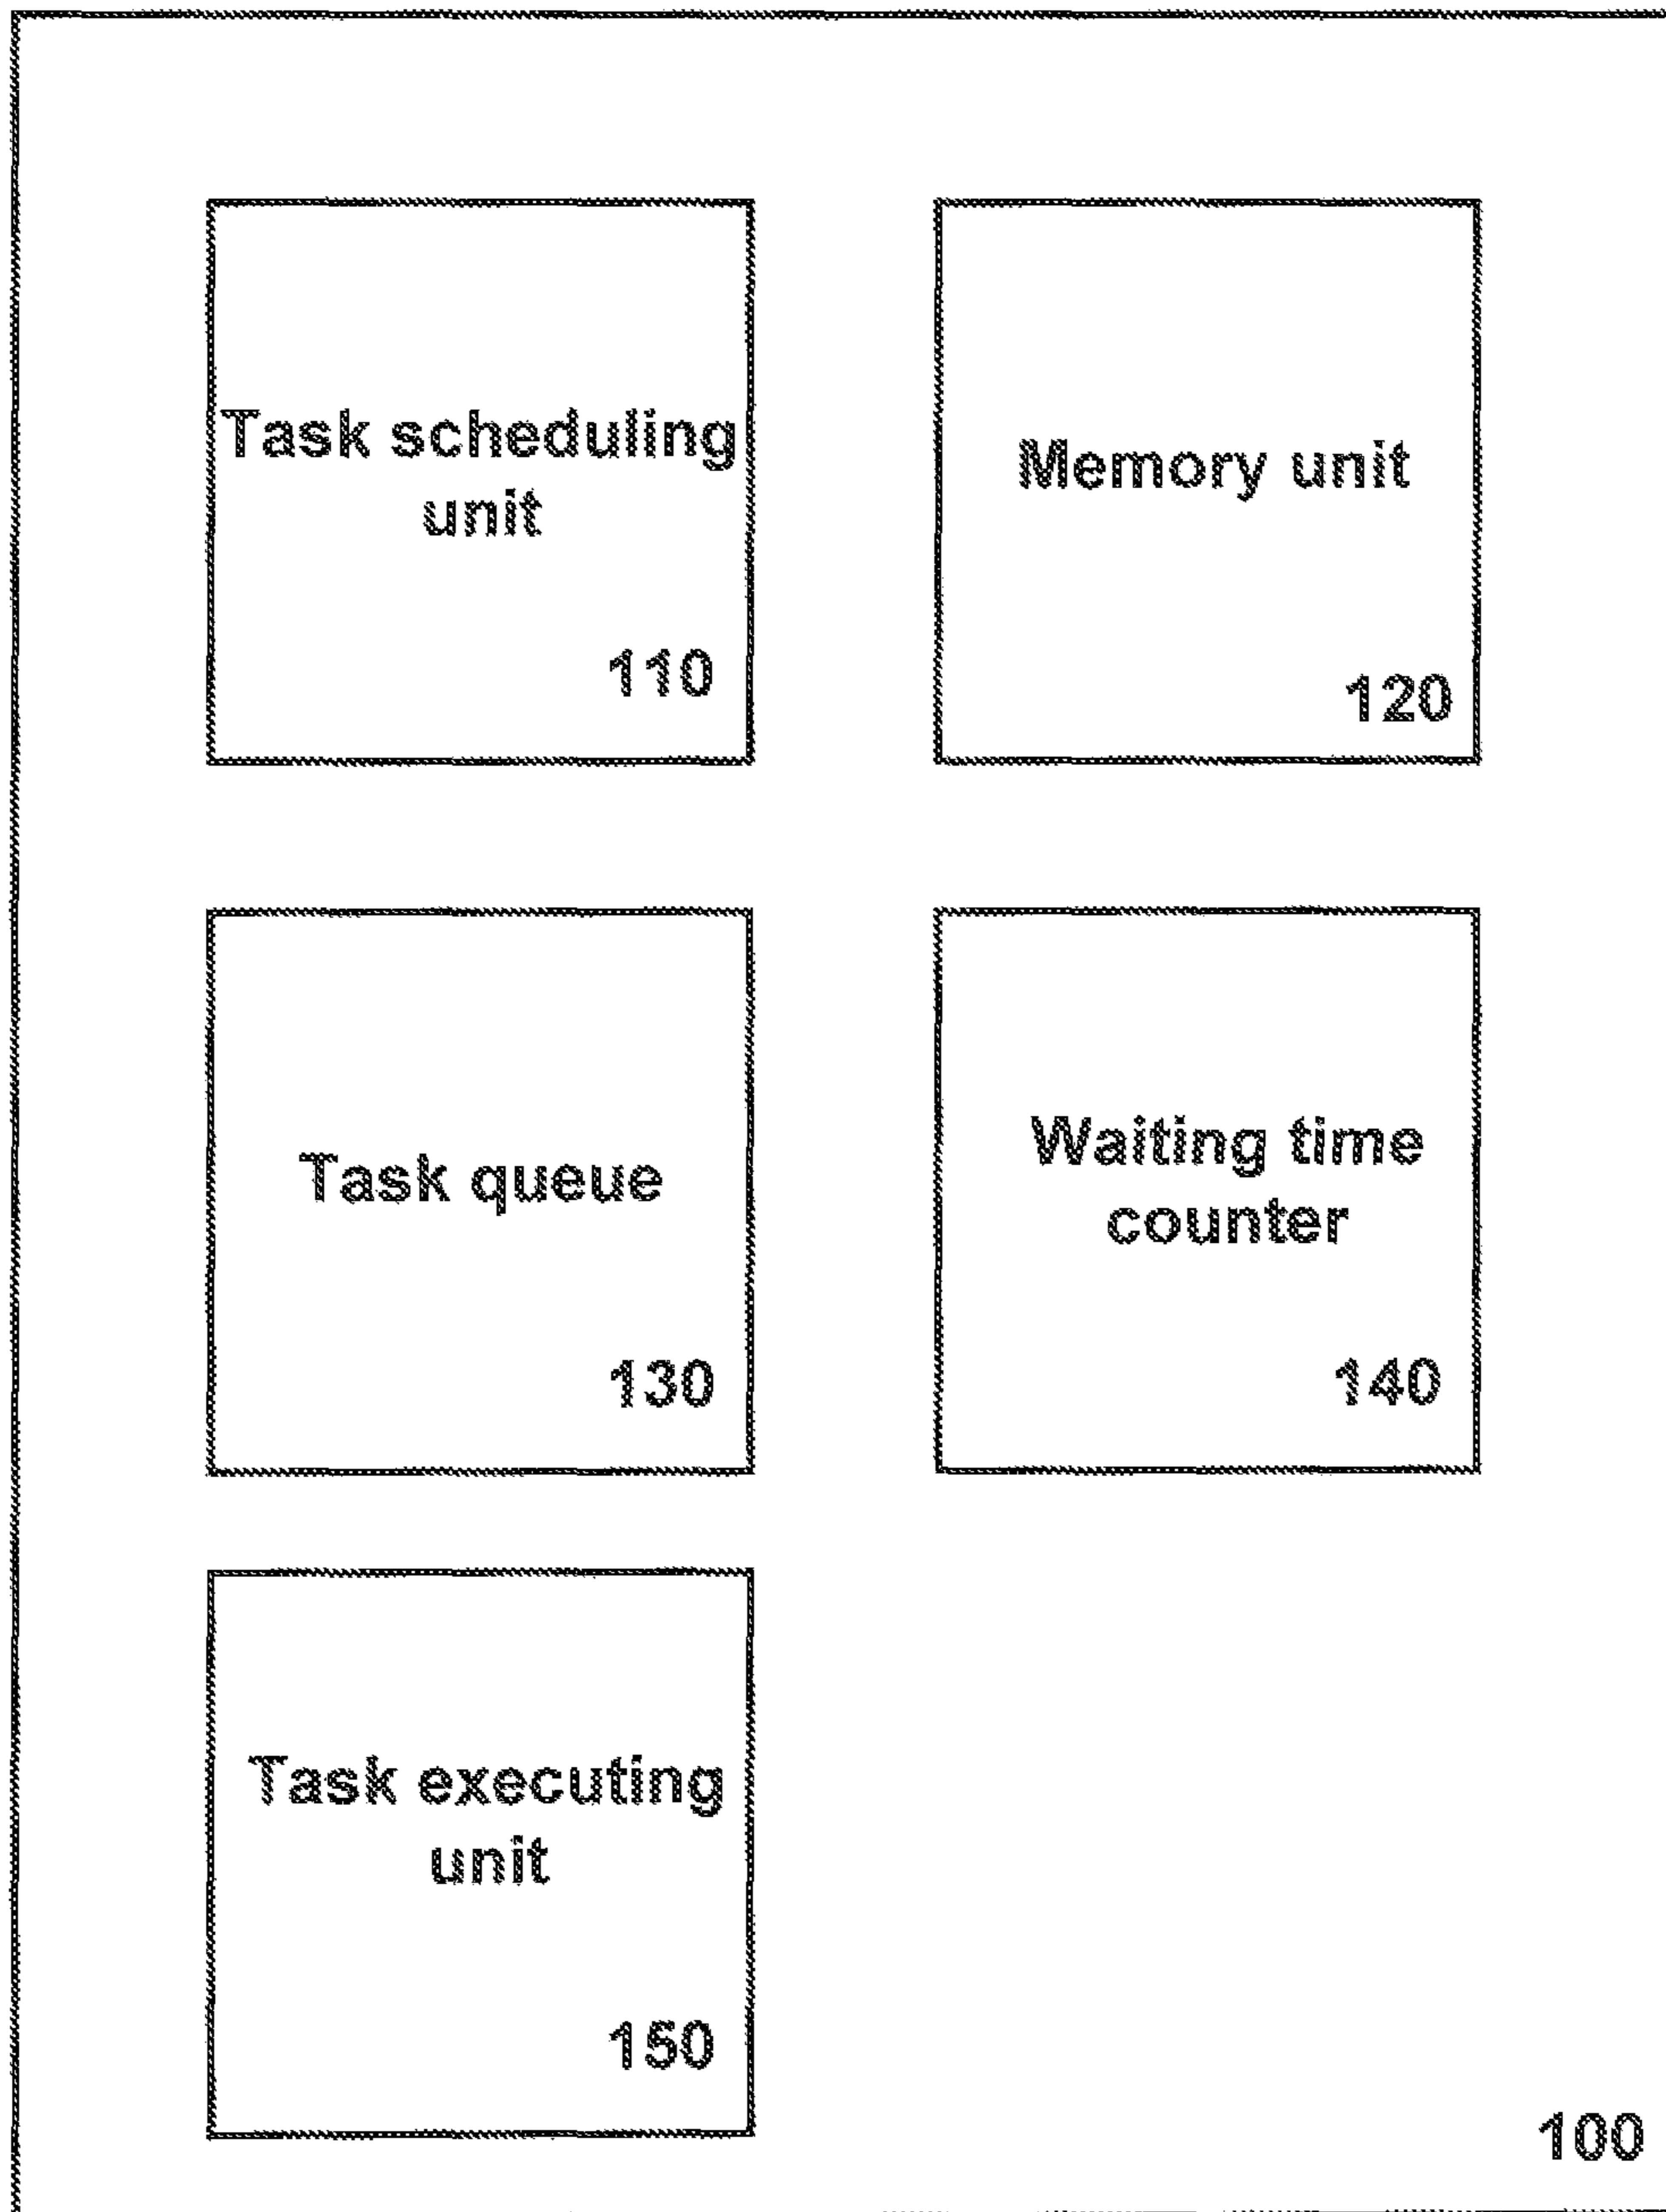 Task scheduling
unit
110
Memory unit
120
Task queue
130
Waiting time
counter
140
Task executing
unit
150
100